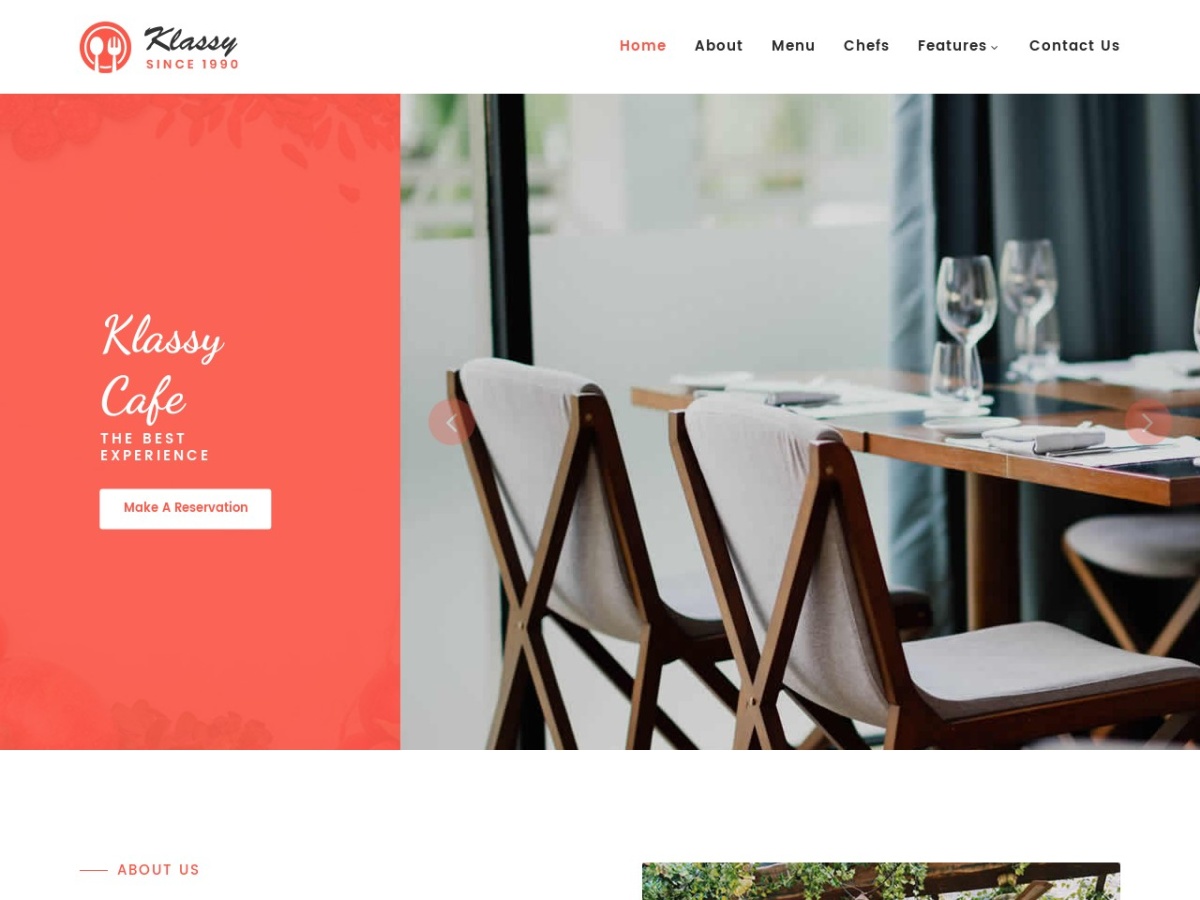 Klassy
SINCE 1990
Home About Menu Chefs Features Contact Us
Klassy
Cafe
THE BEST
EXPERIENCE
Make A Reservation
ABOUT US